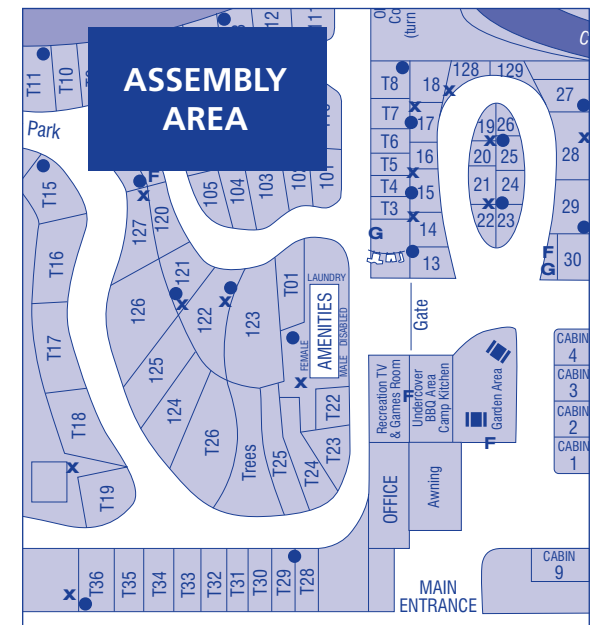 ASSEMBLY
AREA
Park
T11
T10
12
(turn
C
T8
T7
T6
T5
T4
T3
18
17
16
15
14
13
128
129
19
26
20
25
21
24
22
23
27
28
29
30
F
G
G
T15
T16
T17
T18
T19
F
127
120
105
104
103
101
126
121
122
123
125
124
T26
Trees
T25
T24
T23
T22
T01
LAUNDRY
AMENITIES
FEMALE
MALE DISABLED
Gate
Recreation TV
& Games Room
Undercover
BBQ Area
Camp Kitchen
F
Garden Area
F
CABIN
4
CABIN
3
CABIN
2
CABIN
1
OFFICE
Awning
T36
T35
T34
T33
T32
T31
T30
T29
T28
MAIN
ENTRANCE
CABIN
9
X
X
X
X
X
X
X
X
X
X
X
X
X
X